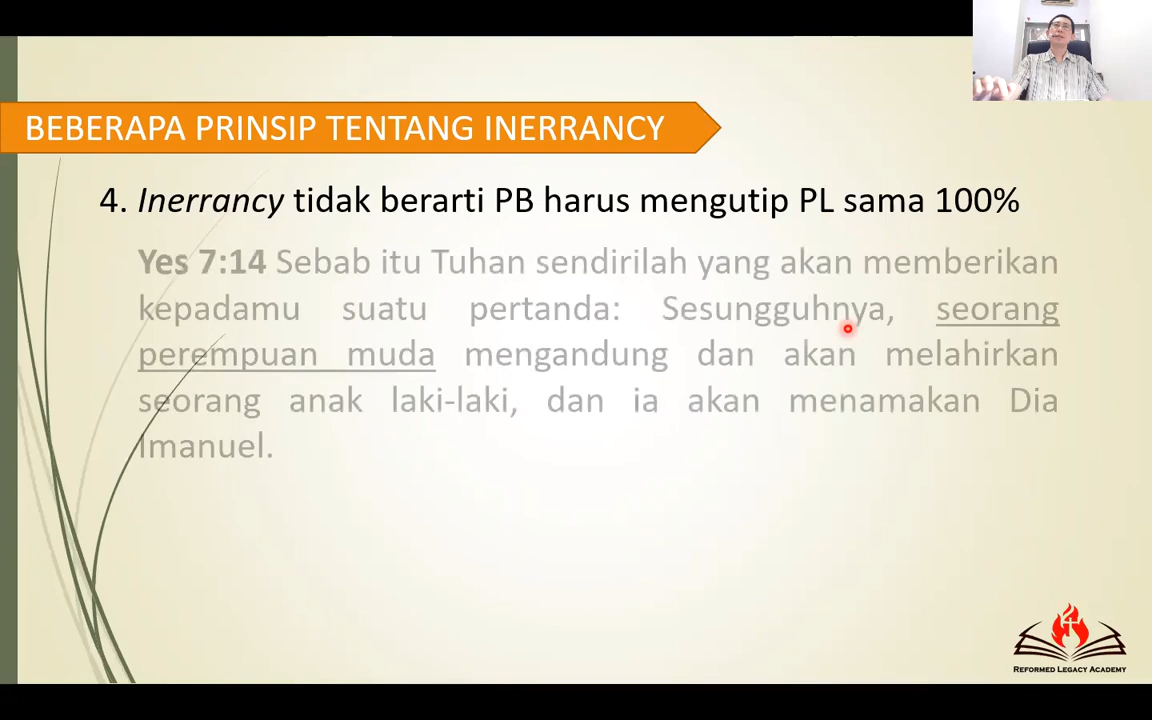 BEBERAPA PRINSIP TENTANG INERRANCY
4. Inerrancy tidak berarti PB harus mengutip PL sama 100%
Yes 7:14 Sebab itu Tuhan sendirilah yang akan memberikan
kepadamu suatu pertanda: Sesungguhnya, seorang
perempuan muda mengandung dan akan melahirkan
seorang anak laki-laki, dan ia akan menamakan Dia
Imanuel.
REFORMED LEGACY ACADEMY